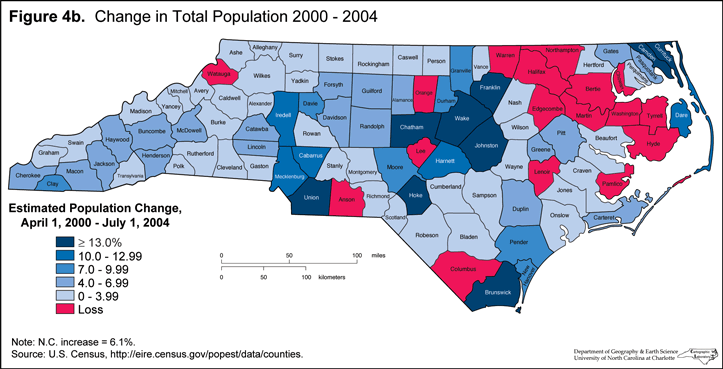 Figure 4b. Change in Total Population 2000 - 2004
Ashe
Alleghany
Surry
Stokes
Rockingham
Caswell
Person
Granville
Vance
Warren
Northampton
Gates
Camden
Currituck
Pasquotank
Perquimans
Chowan
Hertford
Halifax
Watauga
Wilkes
Yadkin
Forsyth
Guilford
Alamance
Orange
Durham
Franklin
Nash
Edgecombe
Bertie
Martin
Washington
Tyrrell
Dare
Mitchell
Avery
Caldwell
Alexander
Iredell
Davie
Davidson
Randolph
Chatham
Wake
Wilson
Pitt
Beaufort
Hyde
Madison
Yancey
Burke
Catawba
Rowan
Johnston
Greene
Buncombe
McDowell
Lincoln
Cabarrus
Stanly
Montgomery
Moore
Lee
Harnett
Wayne
Lenoir
Craven
Pamlico
Swain
Haywood
Graham
Cherokee
Clay
Macon
Jackson
Transylvania
Henderson
Polk
Rutherford
Cleveland
Gaston
Mecklenburg
Union
Anson
Richmond
Scotland
Hoke
Cumberland
Sampson
Duplin
Jones
Onslow
Carteret
Robeson
Bladen
Pender
New Hanover
Columbus
Brunswick
Estimated Population Change,
April 1, 2000 - July 1, 2004
≥ 13.0%
10.0 - 12.99
7.0 - 9.99
4.0 - 6.99
0 - 3.99
Loss
0 50 100
miles
0 50 100
kilometers
Note: N.C. increase = 6.1%.
Source: U.S. Census, http://eire.census.gov/popest/data/counties.
Department of Geography & Earth Science
University of North Carolina at Charlotte